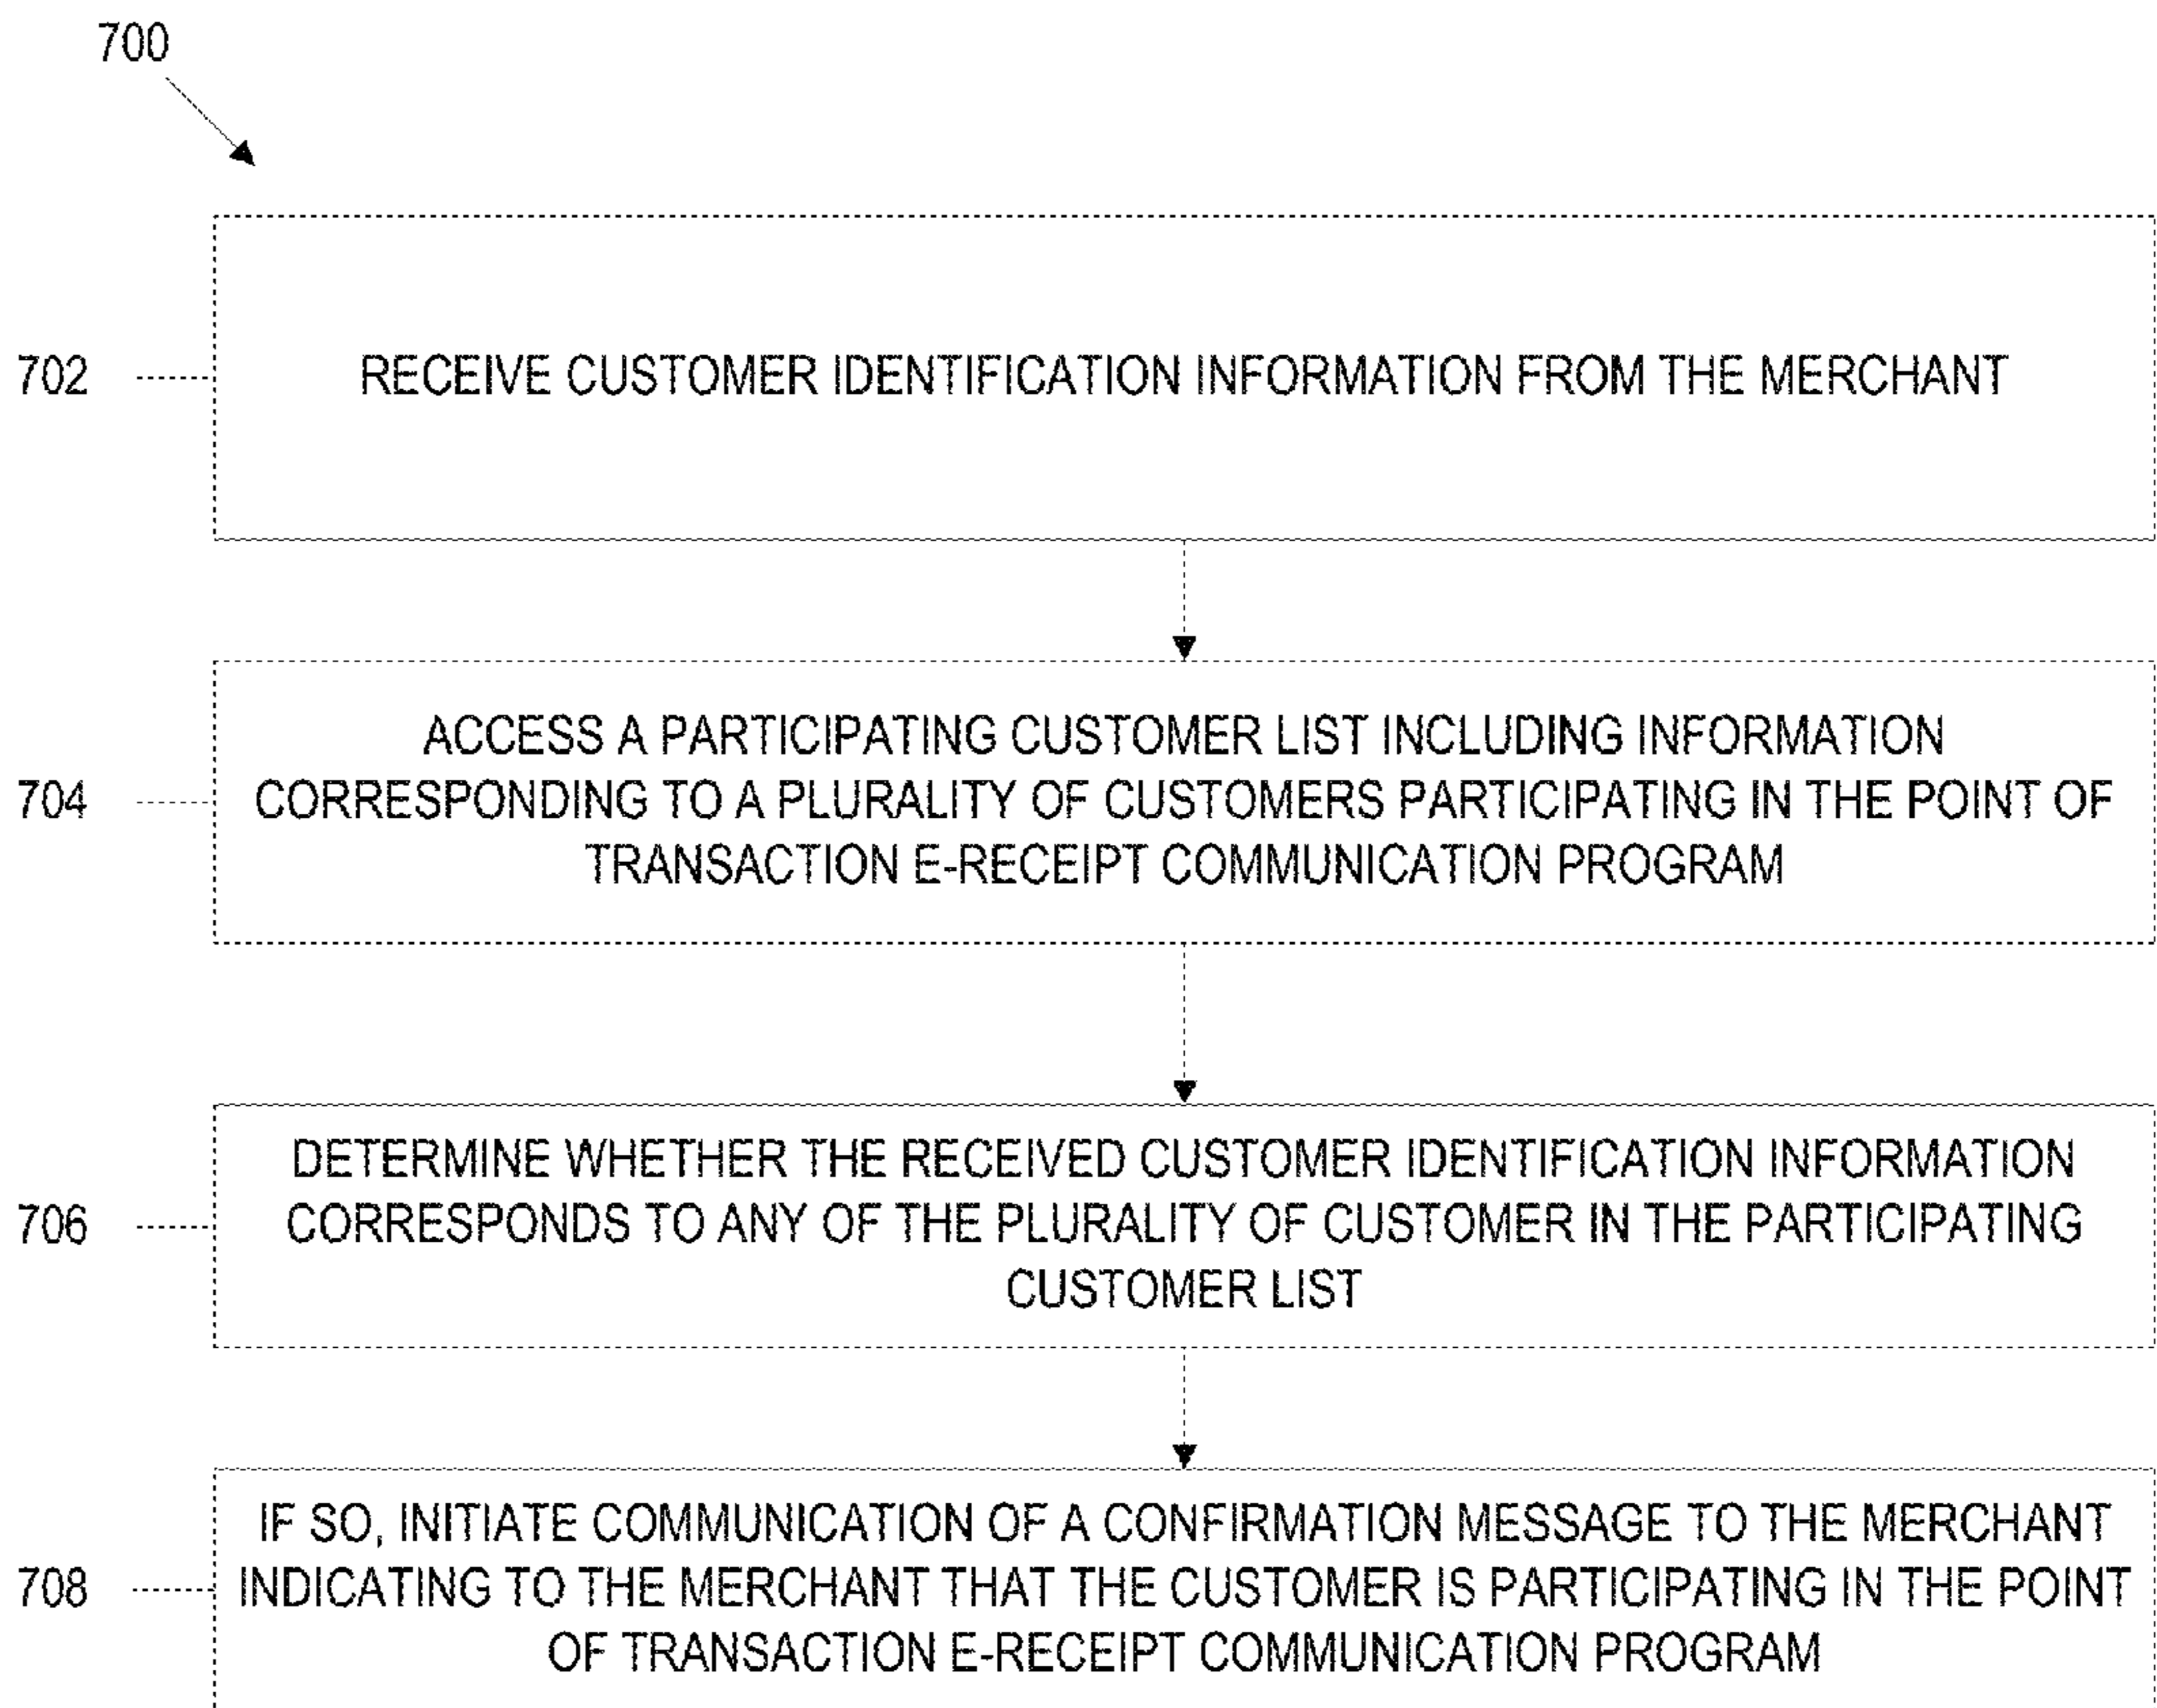 700
702
RECEIVE CUSTOMER IDENTIFICATION INFORMATION FROM THE MERCHANT
704
ACCESS A PARTICIPATING CUSTOMER LIST INCLUDING INFORMATION
CORRESPONDING TO A PLURALITY OF CUSTOMERS PARTICIPATING IN THE POINT OF
TRANSACTION E-RECEIPT COMMUNICATION PROGRAM
706
DETERMINE WHETHER THE RECEIVED CUSTOMER IDENTIFICATION INFORMATION
CORRESPONDS TO ANY OF THE PLURALITY OF CUSTOMER IN THE PARTICIPATING
CUSTOMER LIST
708
IF SO, INITIATE COMMUNICATION OF A CONFIRMATION MESSAGE TO THE MERCHANT
INDICATING TO THE MERCHANT THAT THE CUSTOMER IS PARTICIPATING IN THE POINT
OF TRANSACTION E-RECEIPT COMMUNICATION PROGRAM